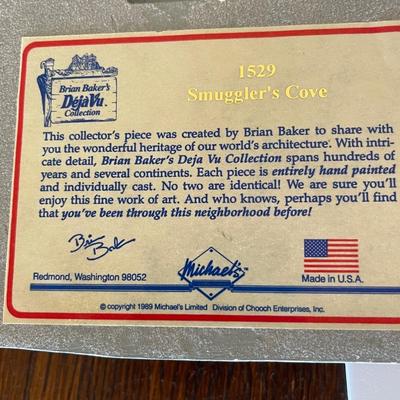 Brian Baker's
DéjàVu
Collection
1529
Smuggler's Cove
This collector's piece was created by Brian Baker to share with
you the wonderful heritage of our world's architecture. With intri-
cate detail, Brian Baker's Deja Vu Collection spans hundreds of
years and several continents. Each piece is entirely hand painted
and individually cast. No two are identical! We are sure you'll
enjoy this fine work of art. And who knows, perhaps you'll find
that you've been through this neighborhood before!
Brian Baker
Redmond, Washington 98052
Michael's
Made in U.S.A.
© copyright 1989 Michael's Limited Division of Chooch Enterprises, Inc.